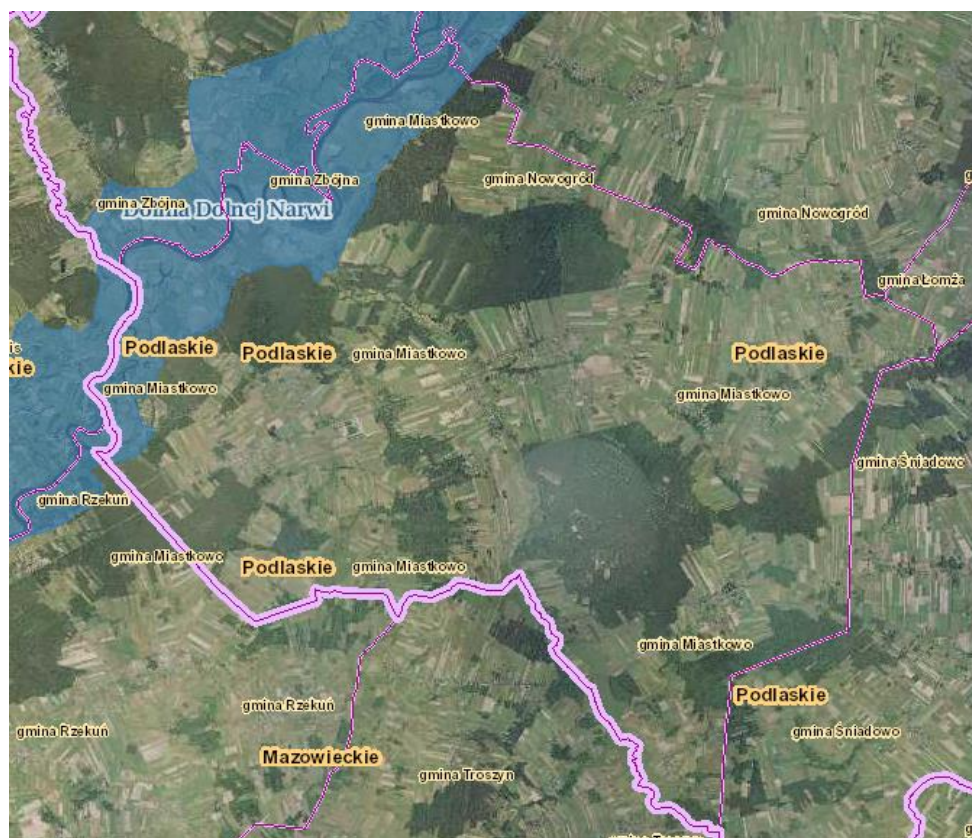 gmina Miastkowo
gmina Zbójna
gmina Nowogród
gmina Zbójna
Dolina Dolnej Narwi
gmina Nowogród
gmina Łomża
Podlaskie
Podlaskie
gmina Miastkowo
Podlaskie
kie
gmina Miastkowo
gmina Miastkowo
gmina Śniadowo
gmina Rzekuń
gmina Miastkowo
Podlaskie
gmina Miastkowo
gmina Miastkowo
Podlaskie
gmina Rzekuń
gmina Rzekuń
gmina Śniadowo
Mazowieckie
gmina Troszyn